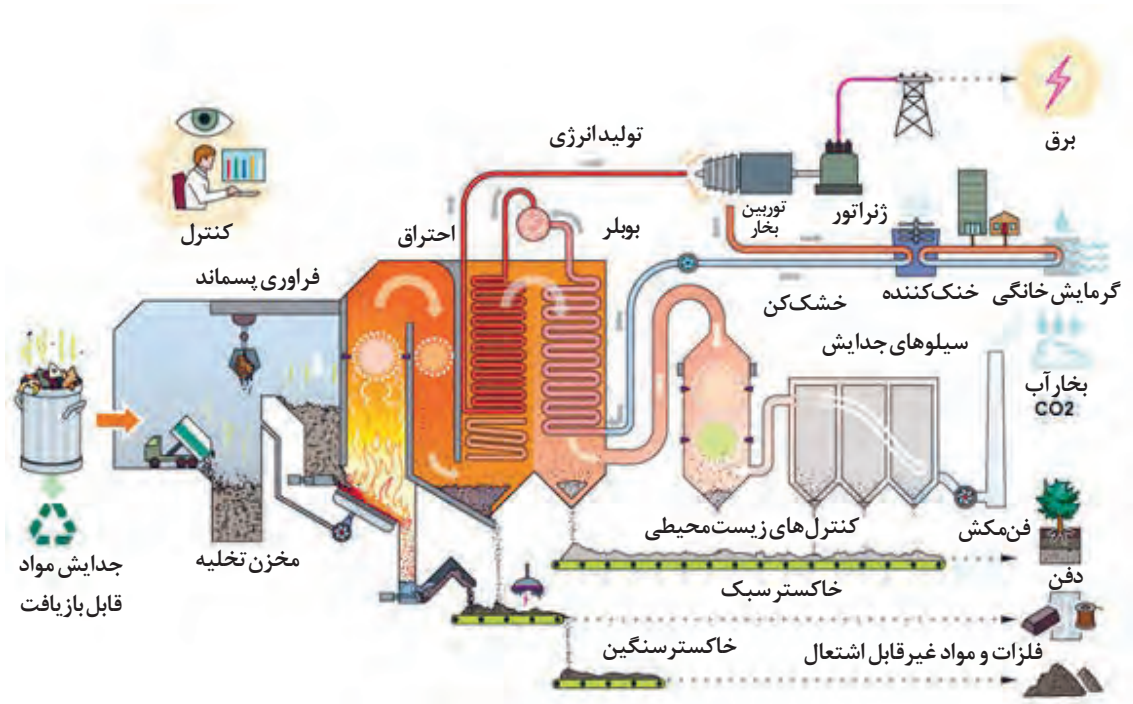 برق
تولید انرژی
توربین
بخار
ژنراتور
کنترل
احتراق
بویلر
فراوری پسماند
خشک‌کن
خنک‌کننده
گرمایش خانگی
سیلوهای جدایش
بخار آب
CO2
کنترل‌های زیست‌محیطی
فن مکش
مخزن تخلیه
جدایش مواد
قابل بازیافت
دفن
خاکستر سبک
خاکستر سنگین
فلزات و مواد غیرقابل اشتعال